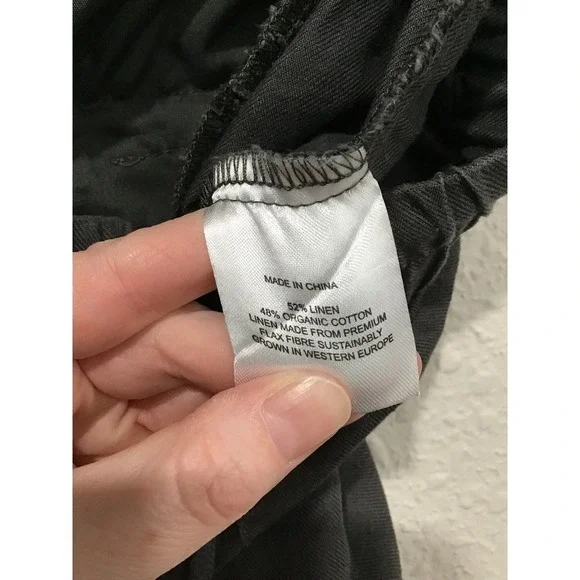 MADE IN CHINA
52% LINEN
48% ORGANIC COTTON
LINEN MADE FROM PREMIUM
FLAX FIBRE SUSTAINABLY
GROWN IN WESTERN EUROPE